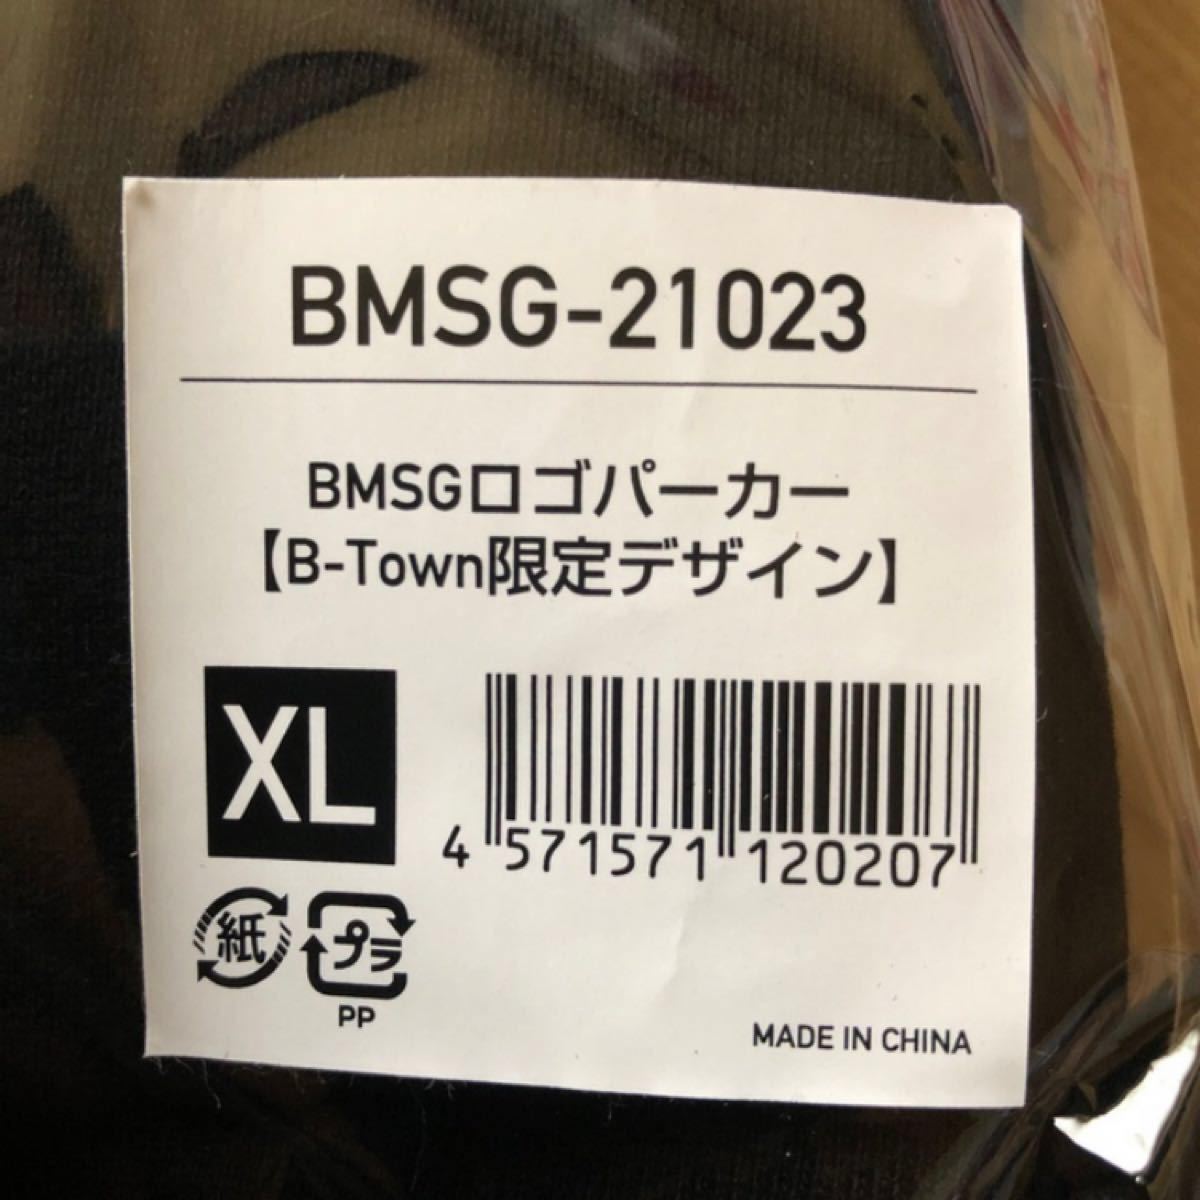 BMSG-21023
BMSGロゴパーカー
【B-Town限定デザイン】
XL
4 571571 120207
紙 プラ
PP
MADE IN CHINA